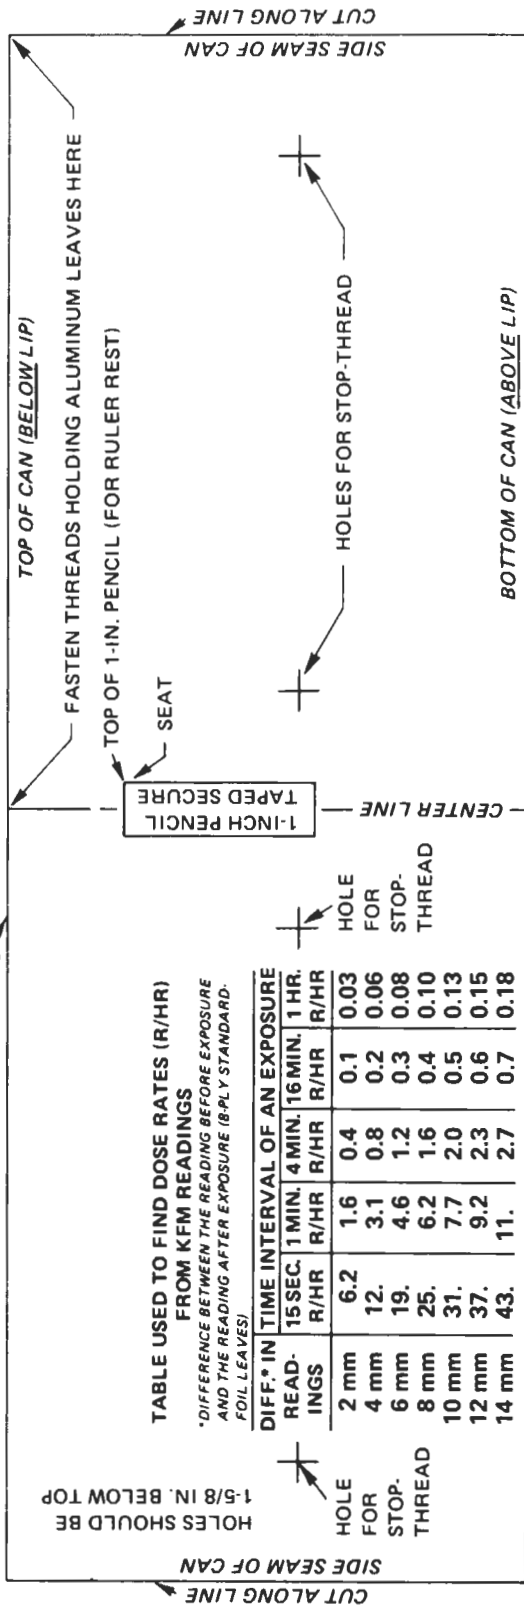 CUT ALONG LINE
SIDE SEAM OF CAN
HOLES SHOULD BE
1-5/8 IN. BELOW TOP
HOLE
FOR
STOP-
THREAD
TABLE USED TO FIND DOSE RATES (R/HR)
FROM KFM READINGS
*DIFFERENCE BETWEEN THE READING BEFORE EXPOSURE
AND THE READING AFTER EXPOSURE (8-PLY STANDARD-
FOIL LEAVES)
DIFF.* IN TIME INTERVAL OF AN EXPOSURE
READ- 15 SEC. 1 MIN. 4 MIN. 16 MIN. 1 HR.
INGS R/HR R/HR R/HR R/HR R/HR
2 mm 6.2 1.6 0.4 0.1 0.03
4 mm 12. 3.1 0.8 0.2 0.06
6 mm 19. 4.6 1.2 0.3 0.08
8 mm 25. 6.2 1.6 0.4 0.10
10 mm 31. 7.7 2.0 0.5 0.13
12 mm 37. 9.2 2.3 0.6 0.15
14 mm 43. 11. 2.7 0.7 0.18
HOLE
FOR
STOP-
THREAD
TOP OF CAN (BELOW LIP)
FASTEN THREADS HOLDING ALUMINUM LEAVES HERE
TOP OF 1-IN. PENCIL (FOR RULER REST)
SEAT
1-INCH PENCIL
TAPED SECURE
CENTER LINE
HOLES FOR STOP-THREAD
BOTTOM OF CAN (ABOVE LIP)
SIDE SEAM OF CAN
CUT ALONG LINE